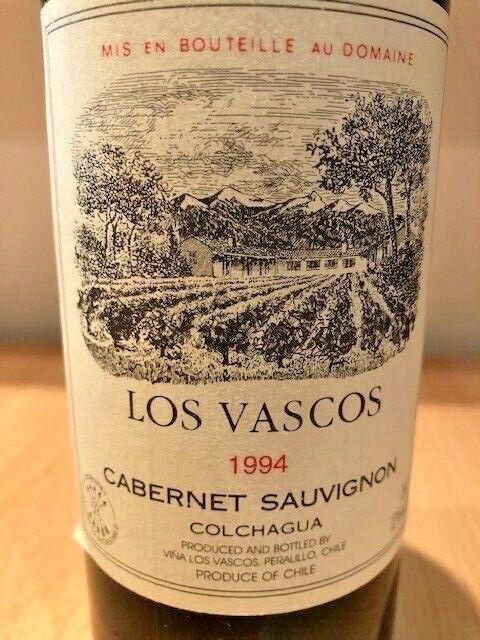 MIS EN BOUTEILLE AU DOMAINE
LOS VASCOS
1994
CABERNET SAUVIGNON
COLCHAGUA
PRODUCED AND BOTTLED BY
VIÑA LOS VASCOS, PERALILLO, CHILE
PRODUCE OF CHILE